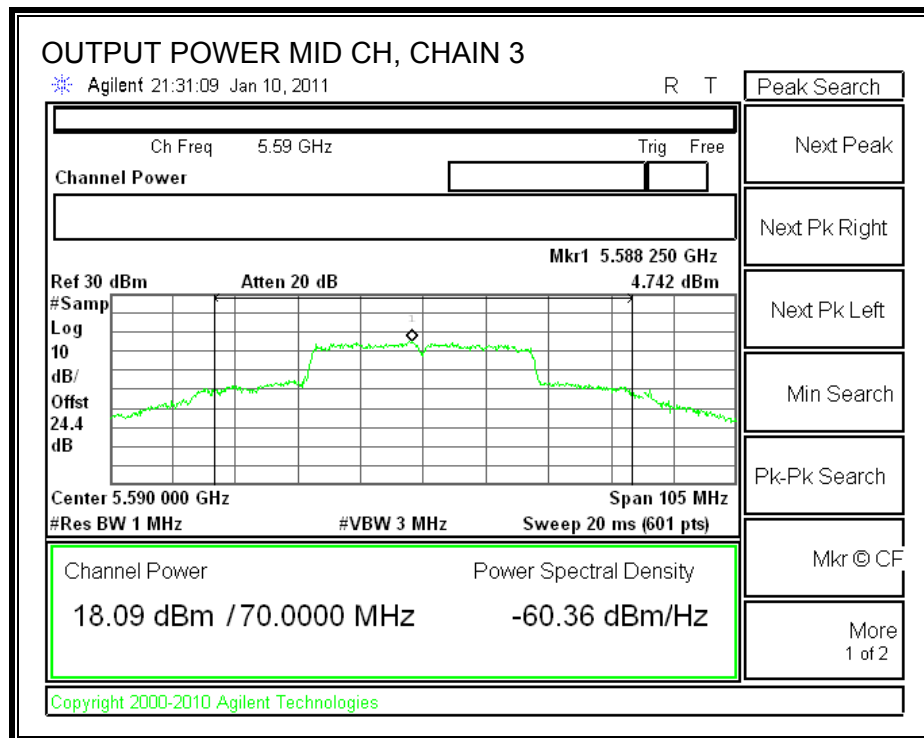 OUTPUT POWER MID CH, CHAIN 3
Agilent 21:31:09 Jan 10, 2011 R T
Peak Search
Ch Freq 5.59 GHz Trig Free
Channel Power
Next Peak
Next Pk Right
Mkr1 5.588 250 GHz
Ref 30 dBm Atten 20 dB 4.742 dBm
#Samp
Log
10
dB/
Offst
24.4
dB
1
Next Pk Left
Min Search
Pk-Pk Search
Center 5.590 000 GHz Span 105 MHz
#Res BW 1 MHz #VBW 3 MHz Sweep 20 ms (601 pts)
Mkr © CF
Channel Power Power Spectral Density
18.09 dBm / 70.0000 MHz -60.36 dBm/Hz
More
1 of 2
Copyright 2000-2010 Agilent Technologies